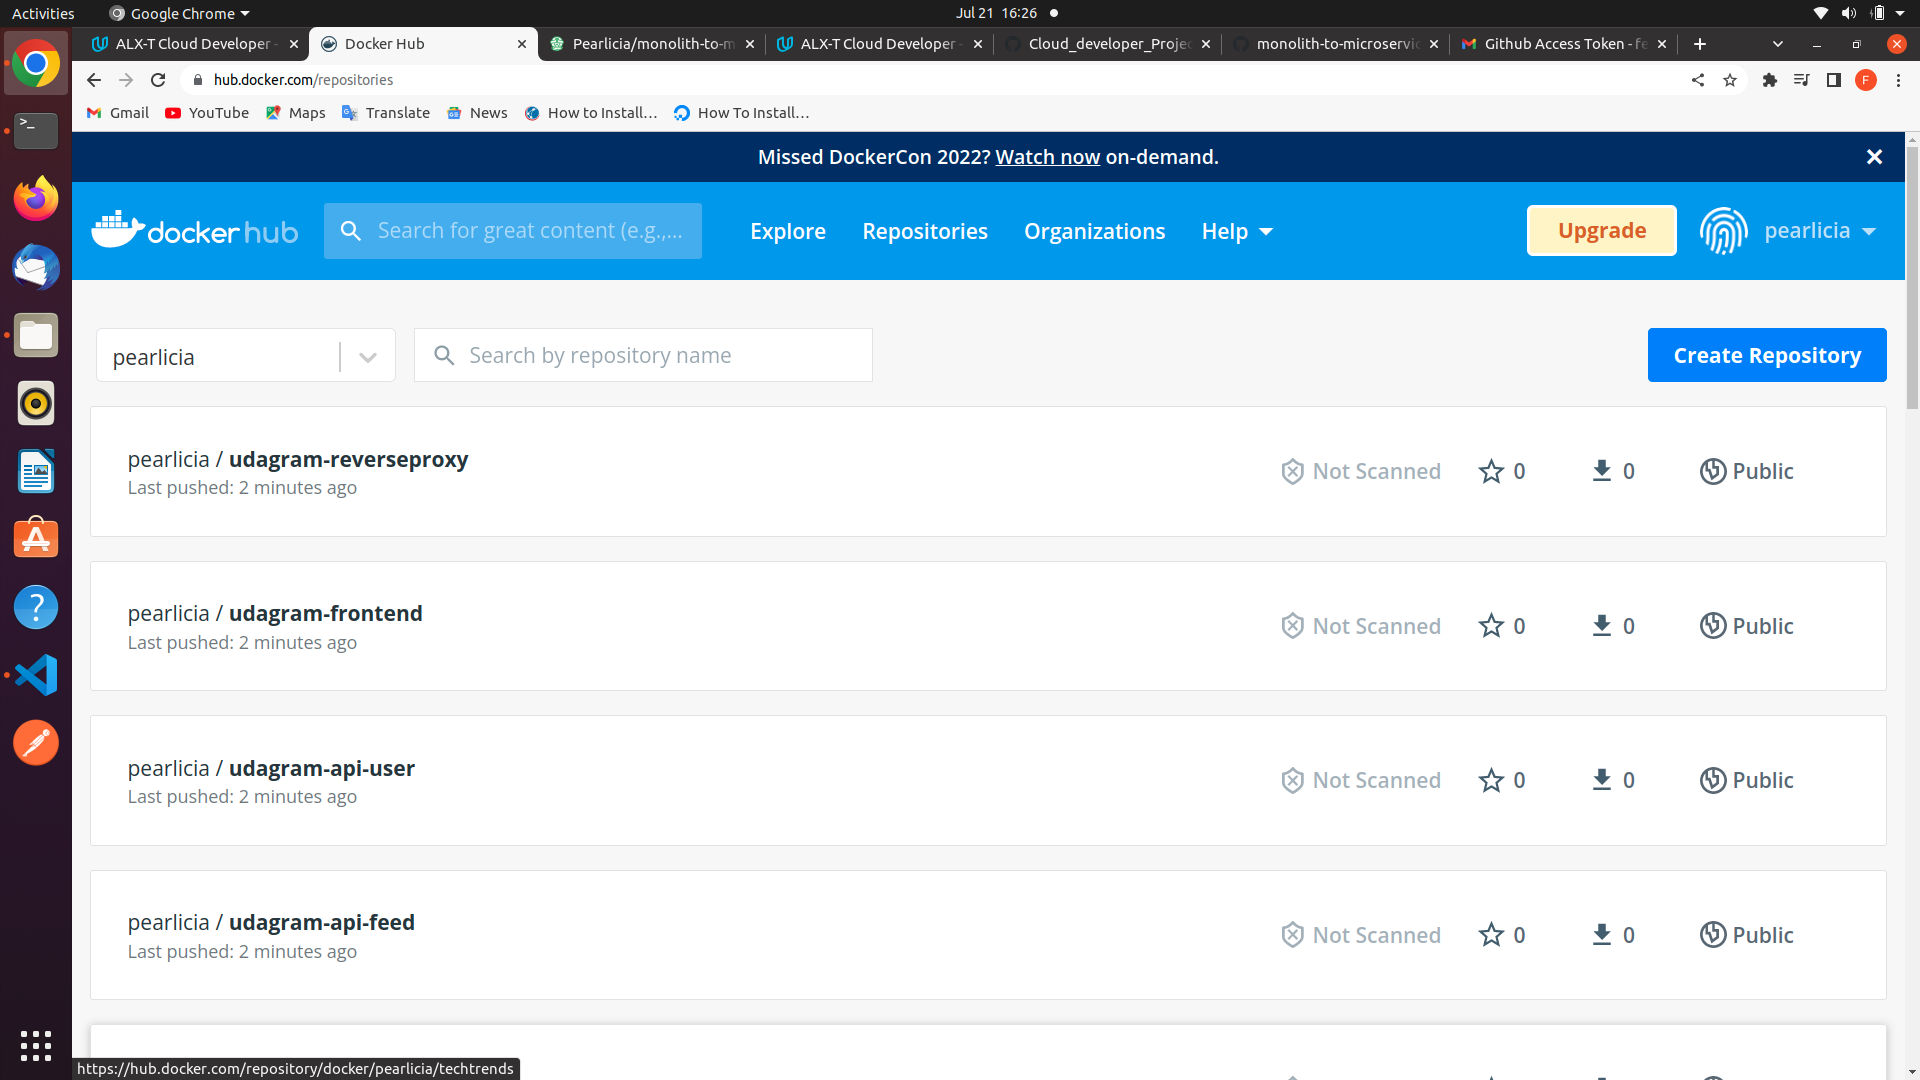 Activities Google Chrome Jul 21 16:26
ALX-T Cloud Developer - Docker Hub Pearlicia/monolith-to-m ALX-T Cloud Developer - Cloud_developer_Projec monolith-to-microservic Github Access Token - fe
hub.docker.com/repositories F
Gmail YouTube Maps Translate News How to Install... How To Install...
Missed DockerCon 2022? Watch now on-demand.
docker hub Search for great content (e.g.,... Explore Repositories Organizations Help Upgrade pearlicia
pearlicia Search by repository name Create Repository
pearlicia / udagram-reverseproxy
Last pushed: 2 minutes ago
Not Scanned 0 0 Public
pearlicia / udagram-frontend
Last pushed: 2 minutes ago
Not Scanned 0 0 Public
pearlicia / udagram-api-user
Last pushed: 2 minutes ago
Not Scanned 0 0 Public
pearlicia / udagram-api-feed
Last pushed: 2 minutes ago
Not Scanned 0 0 Public
https://hub.docker.com/repository/docker/pearlicia/techtrends